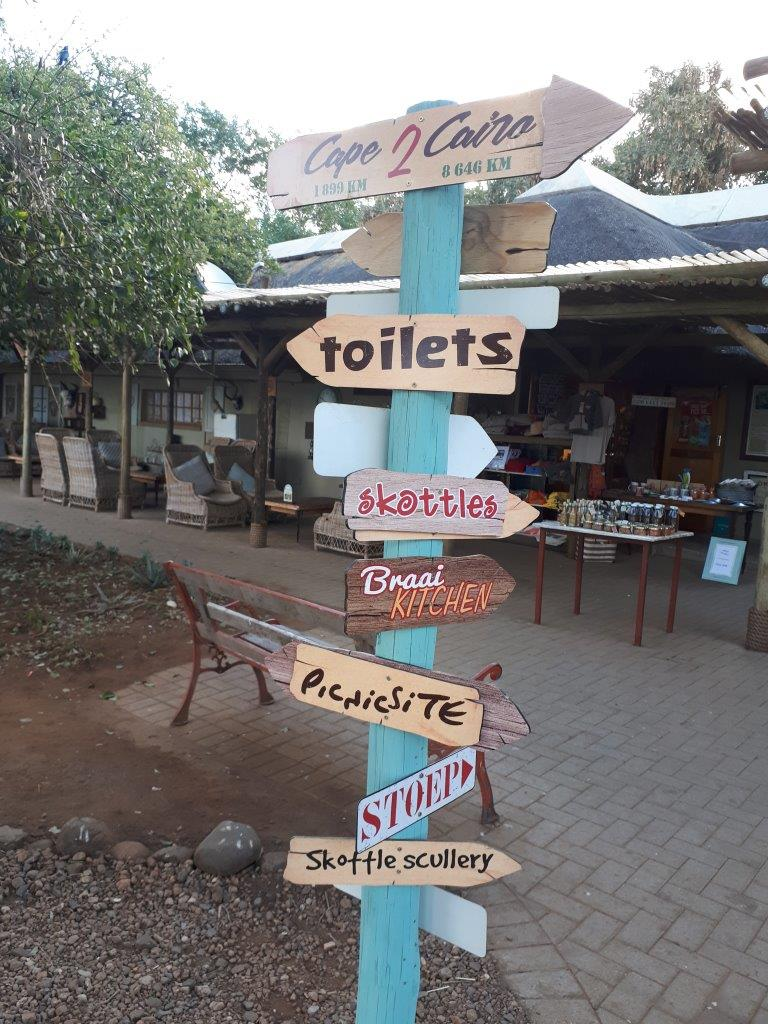 Cape 2 Cairo
1 899 KM 8 646 KM
toilets
skottles
Braai
KITCHEN
PicnicSiTE
STOEP
Skottle scullery